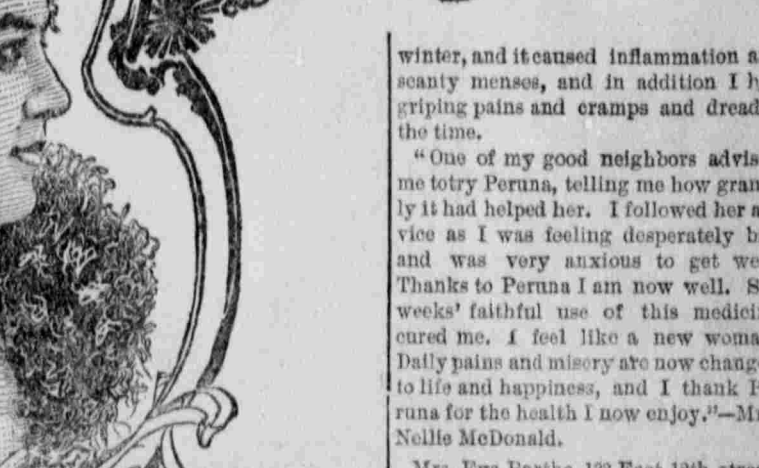 winter, and it caused inflammation a
scanty menses, and in addition I h
griping pains and cramps and dread
the time.
"One of my good neighbors advis
me to try Peruna, telling me how gran
ly it had helped her. I followed her a
vice as I was feeling desperately b
and was very anxious to get we
Thanks to Peruna I am now well. S
weeks' faithful use of this medici
cured me. I feel like a new woma
Daily pains and misery are now chang
to life and happiness, and I thank P
runa for the health I now enjoy."—M
Nellie McDonald.